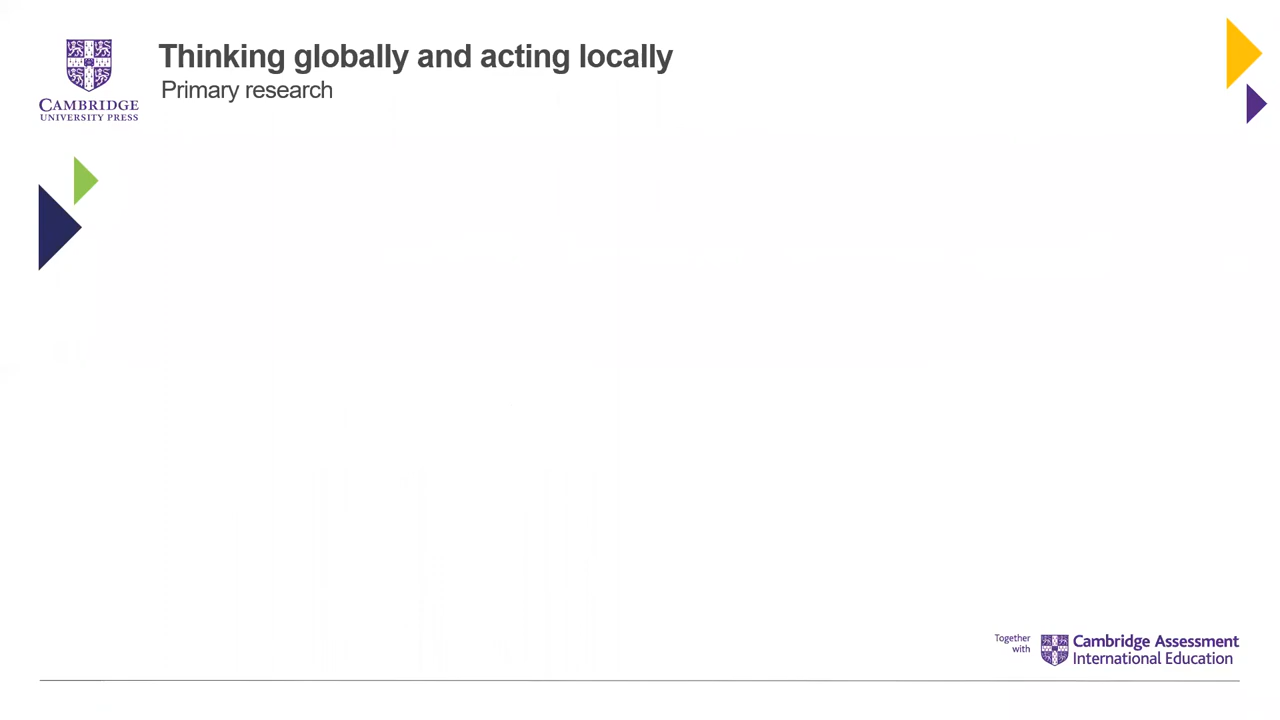 Thinking globally and acting locally
Primary research
CAMBRIDGE
UNIVERSITY PRESS
Together
with
Cambridge Assessment
International Education